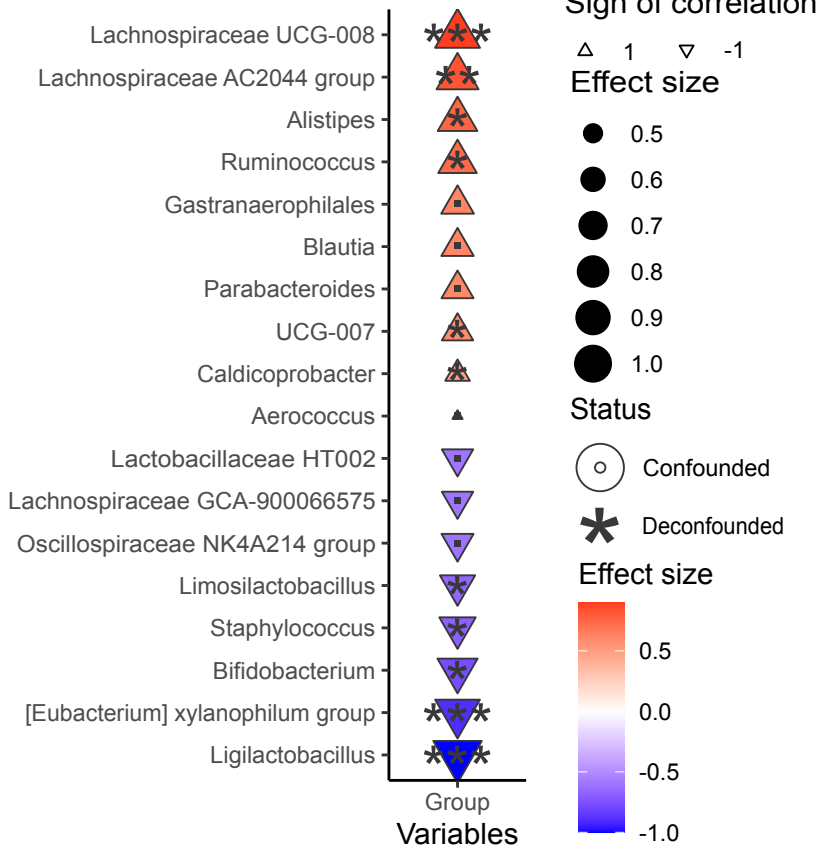 Lachnospiraceae UCG-008
Lachnospiraceae AC2044 group
Alistipes
Ruminococcus
Gastranaerophilales
Blautia
Parabacteroides
UCG-007
Caldicoprobacter
Aerococcus
Lactobacillaceae HT002
Lachnospiraceae GCA-900066575
Oscillospiraceae NK4A214 group
Limosilactobacillus
Staphylococcus
Bifidobacterium
[Eubacterium] xylanophilum group
Ligilactobacillus
Group
Variables
Sign of correlation
1 -1
Effect size
0.5
0.6
0.7
0.8
0.9
1.0
Status
Confounded
Deconfounded
Effect size
0.5
0.0
-0.5
-1.0